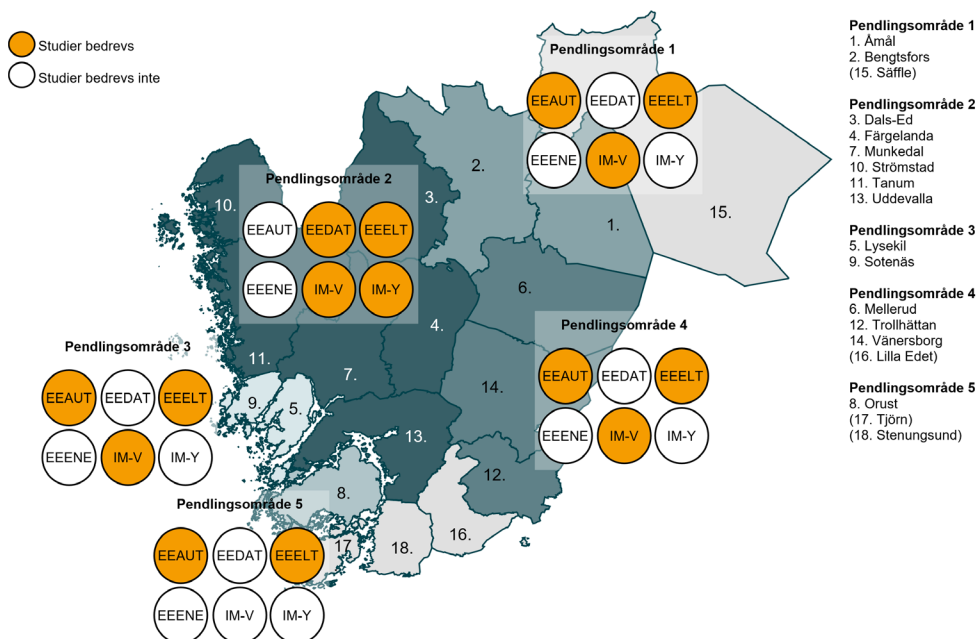 Studier bedrevs
Studier bedrevs inte
Pendlingsområde 1
EEAUT EEDAT EEELT
EEENE IM-V IM-Y
Pendlingsområde 2
EEAUT EEDAT EEELT
EEENE IM-V IM-Y
Pendlingsområde 3
EEAUT EEDAT EEELT
EEENE IM-V IM-Y
Pendlingsområde 4
EEAUT EEDAT EEELT
EEENE IM-V IM-Y
Pendlingsområde 5
EEAUT EEDAT EEELT
EEENE IM-V IM-Y
2.
3.
10.
1.
15.
6.
4.
11.
7.
14.
9.
5.
13.
12.
8.
17
18.
16.
Pendlingsområde 1
1. Åmål
2. Bengtsfors
(15. Säffle)
Pendlingsområde 2
3. Dals-Ed
4. Färgelanda
7. Munkedal
10. Strömstad
11. Tanum
13. Uddevalla
Pendlingsområde 3
5. Lysekil
9. Sotenäs
Pendlingsområde 4
6. Mellerud
12. Trollhättan
14. Vänersborg
(16. Lilla Edet)
Pendlingsområde 5
8. Orust
(17. Tjörn)
(18. Stenungsund)